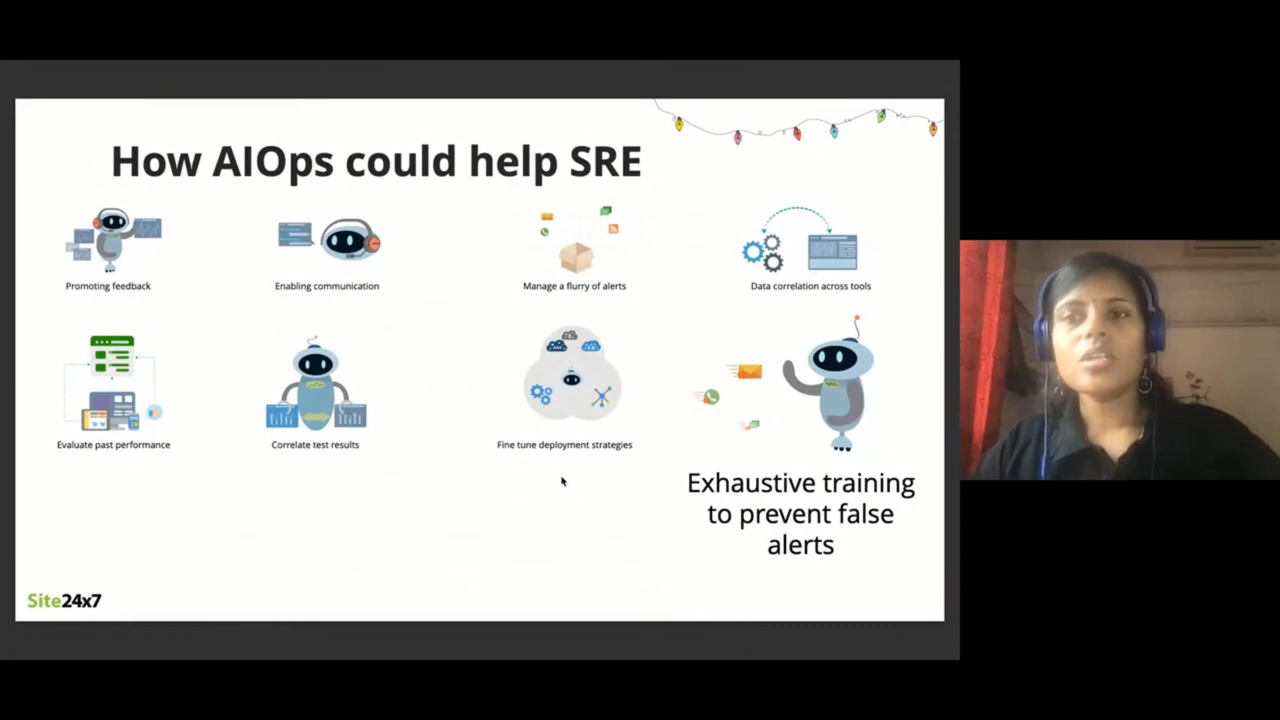 How AIOps could help SRE
Promoting feedback
Enabling communication
Manage a flurry of alerts
Data correlation across tools
Evaluate past performance
Correlate test results
Fine tune deployment strategies
Exhaustive training
to prevent false
alerts
Site24x7